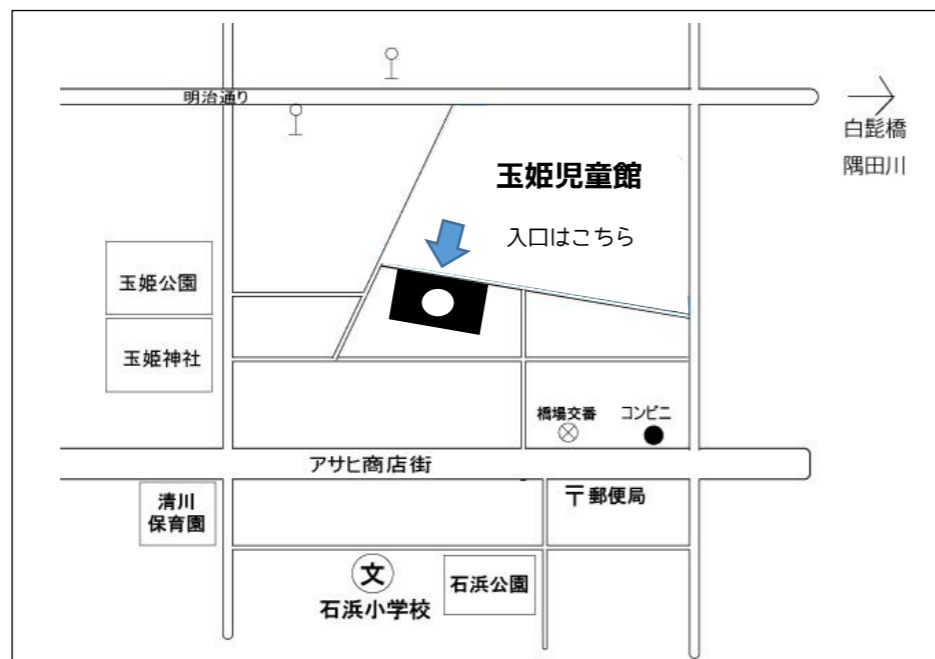 明治通り
白髭橋
隅田川
玉姫児童館
入口はこちら
玉姫公園
玉姫神社
橋場交番
コンビニ
アサヒ商店街
清川
保育園
〒郵便局
文
石浜小学校
石浜公園